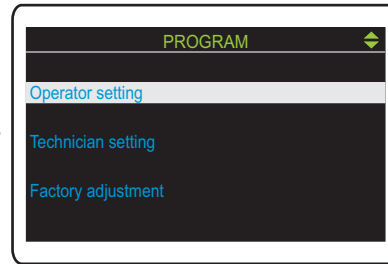 PROGRAM
Operator setting
Technician setting
Factory adjustment